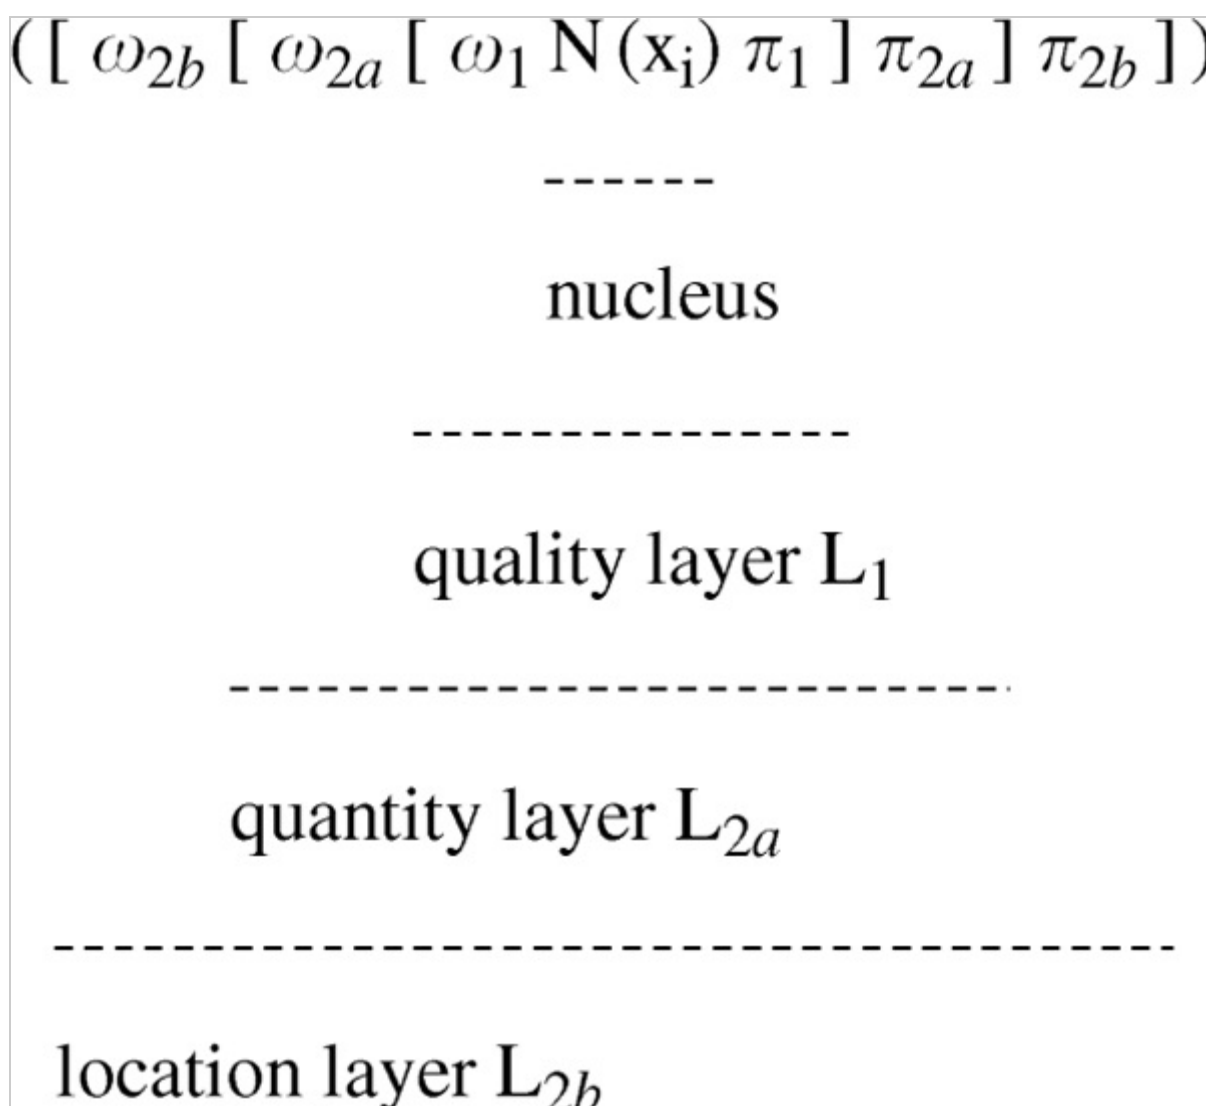 ([ ω₂b [ ω₂a [ ω₁ N (xᵢ) π₁ ] π₂a ] π₂b ])
nucleus
quality layer L₁
quantity layer L₂a
location layer L₂b